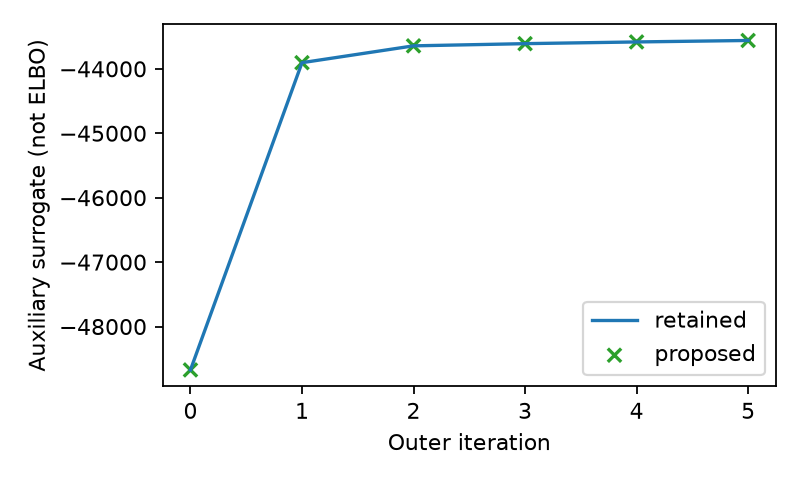 Auxiliary surrogate (not ELBO)
−44000
−45000
−46000
−47000
−48000
retained
proposed
0 1 2 3 4 5
Outer iteration